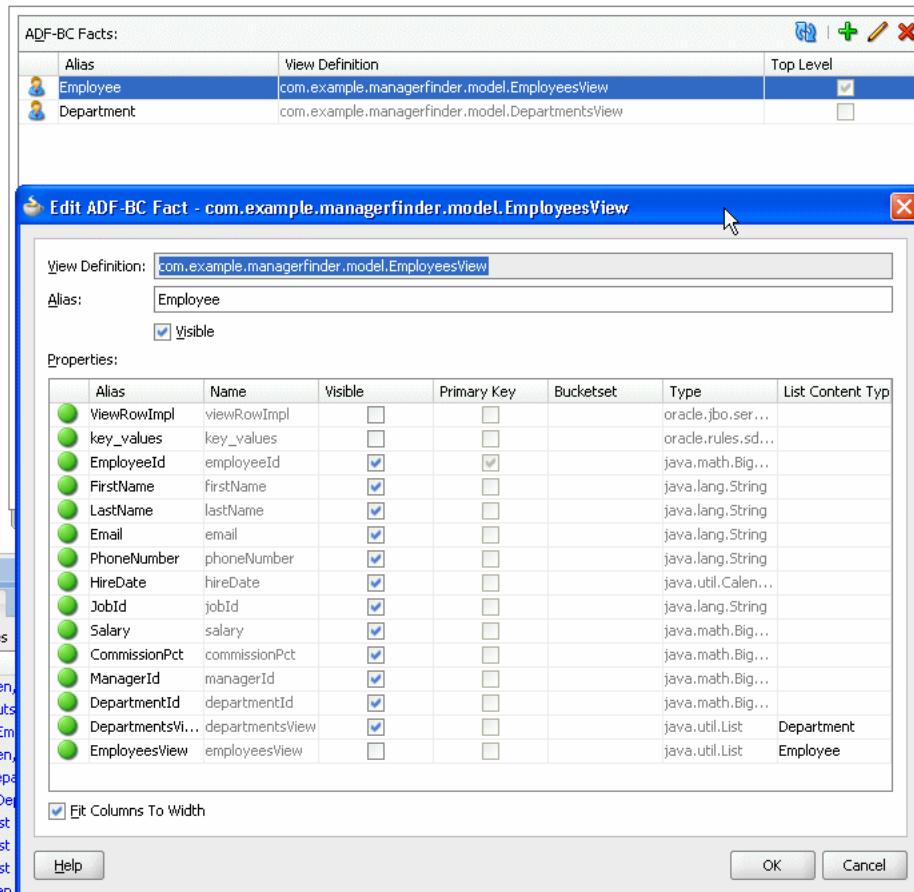 ADF-BC Facts:
Alias View Definition Top Level
Employee com.example.managerfinder.model.EmployeesView
Department com.example.managerfinder.model.DepartmentsView
Edit ADF-BC Fact - com.example.managerfinder.model.EmployeesView
View Definition: com.example.managerfinder.model.EmployeesView
Alias: Employee
Visible
Properties:
Alias Name Visible Primary Key Bucketset Type List Content Typ
ViewRowImpl viewRowImpl oracle.jbo.ser...
key_values key_values oracle.rules.sd...
EmployeeId employeeId java.math.Big...
FirstName firstName java.lang.String
LastName lastName java.lang.String
Email email java.lang.String
PhoneNumber phoneNumber java.lang.String
HireDate hireDate java.util.Calen...
JobId jobId java.lang.String
Salary salary java.math.Big...
CommissionPct commissionPct java.math.Big...
ManagerId managerId java.math.Big...
DepartmentId departmentId java.math.Big...
DepartmentsVi... departmentsView java.util.List Department
EmployeesView employeesView java.util.List Employee
Fit Columns To Width
Help OK Cancel